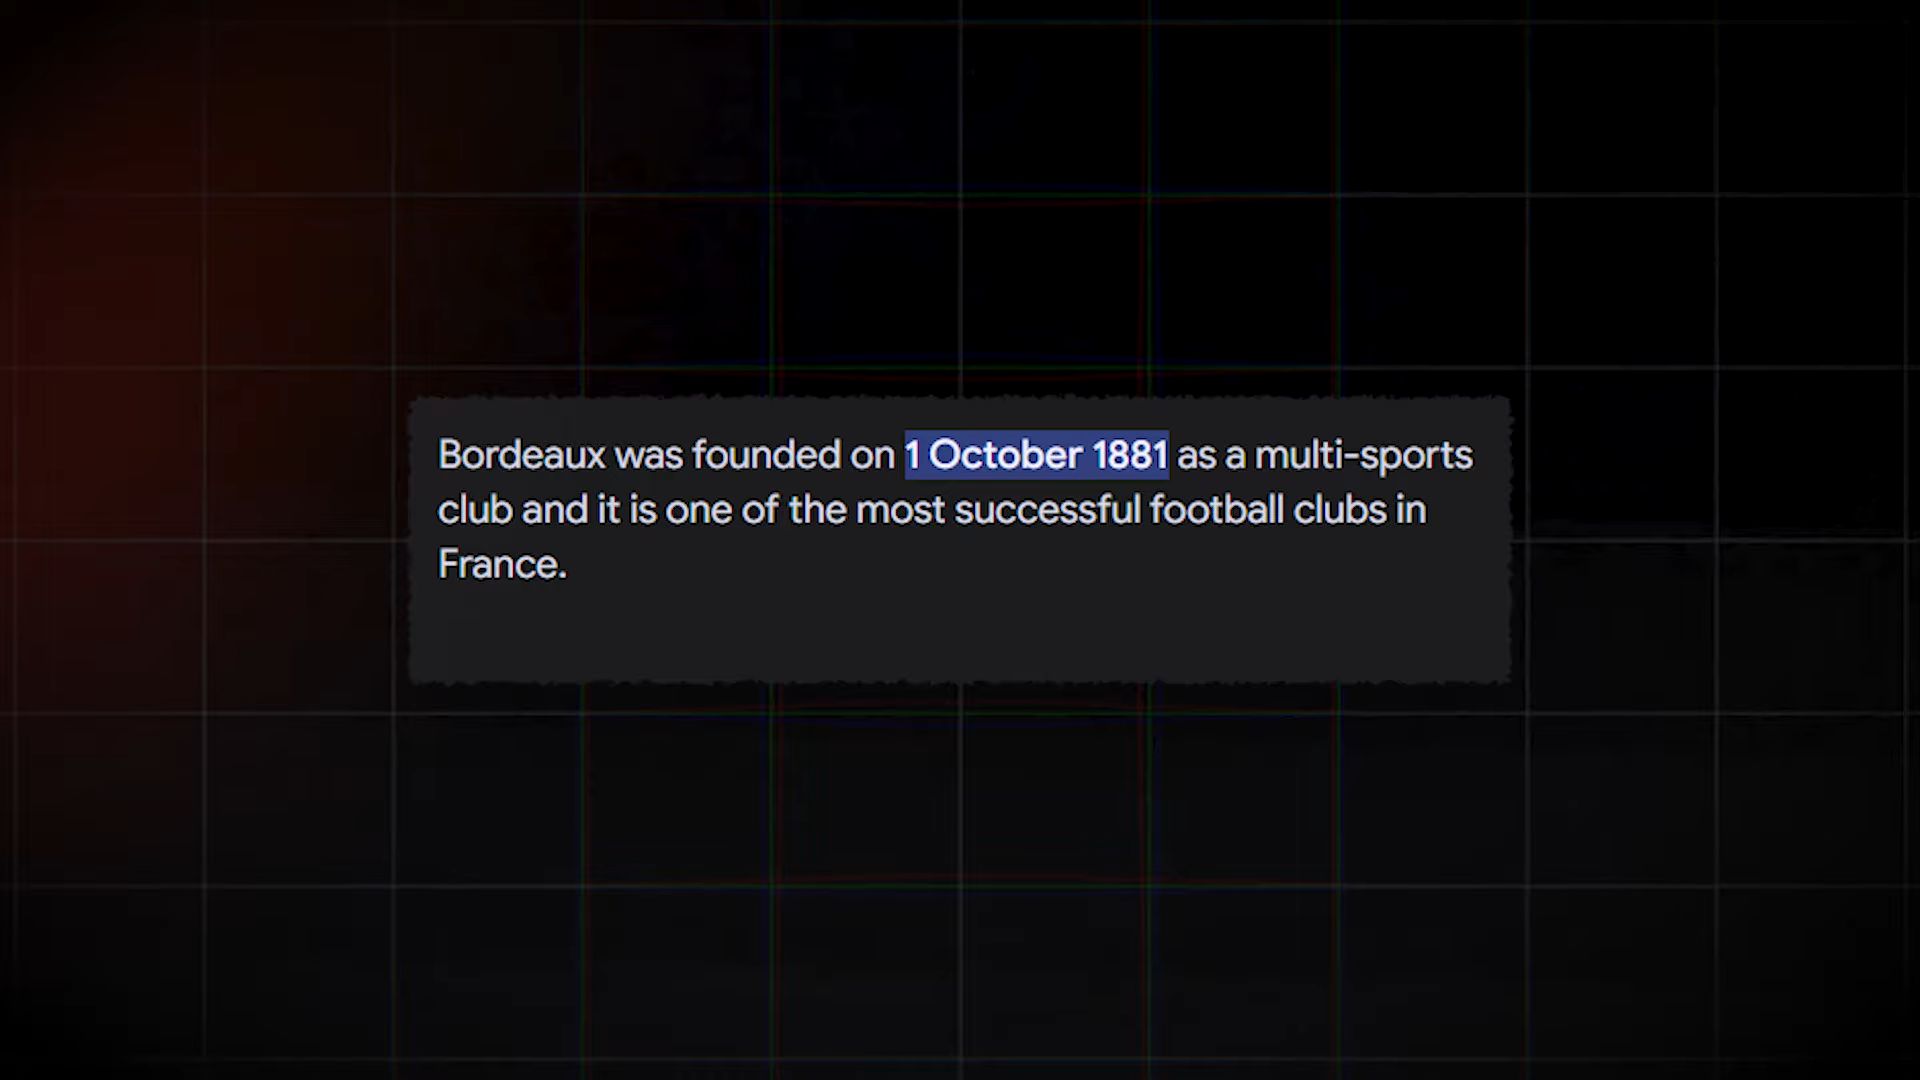 Bordeaux was founded on 1 October 1881 as a multi-sports
club and it is one of the most successful football clubs in
France.